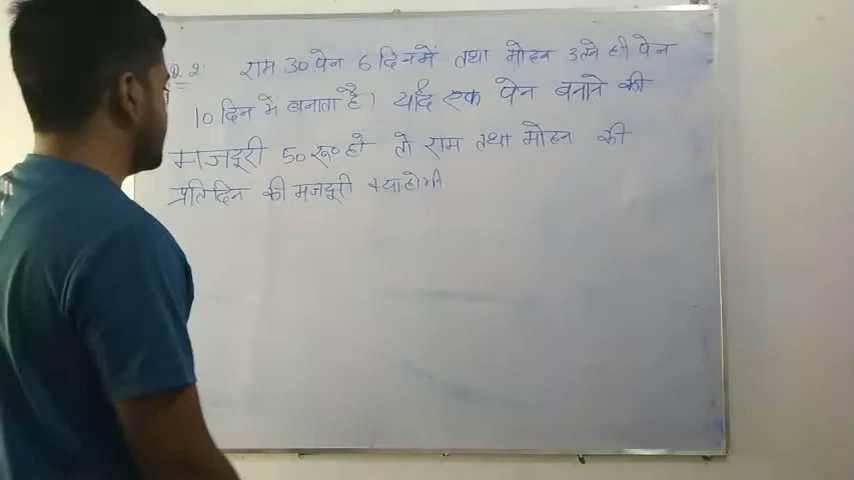 Q 2: राम 30 पेन 6 दिन में तथा मोहन उतने ही पेन
10 दिन में बनाता है। यदि एक पेन बनाने की
मजदूरी 50 रू० हो तो राम तथा मोहन की
प्रतिदिन की मजदूरी क्या होगी